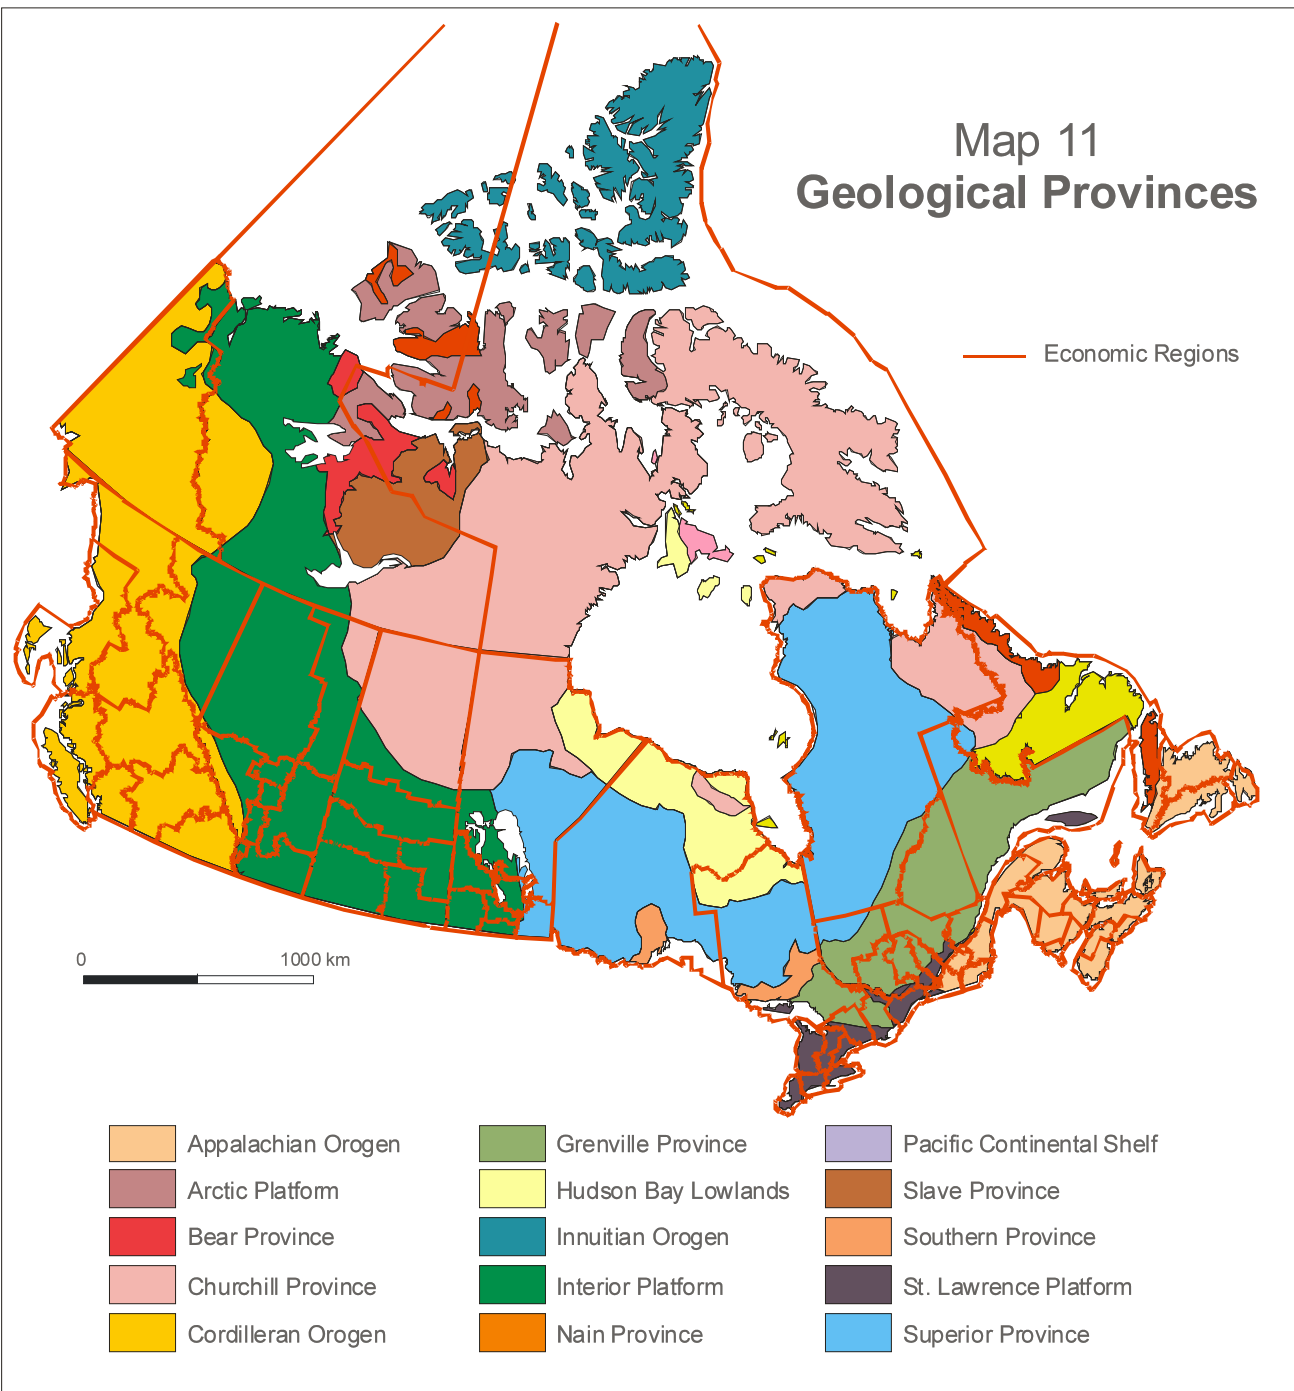 Map 11
Geological Provinces
Economic Regions
0 1000 km
Appalachian Orogen
Arctic Platform
Bear Province
Churchill Province
Cordilleran Orogen
Grenville Province
Hudson Bay Lowlands
Innuitian Orogen
Interior Platform
Nain Province
Pacific Continental Shelf
Slave Province
Southern Province
St. Lawrence Platform
Superior Province